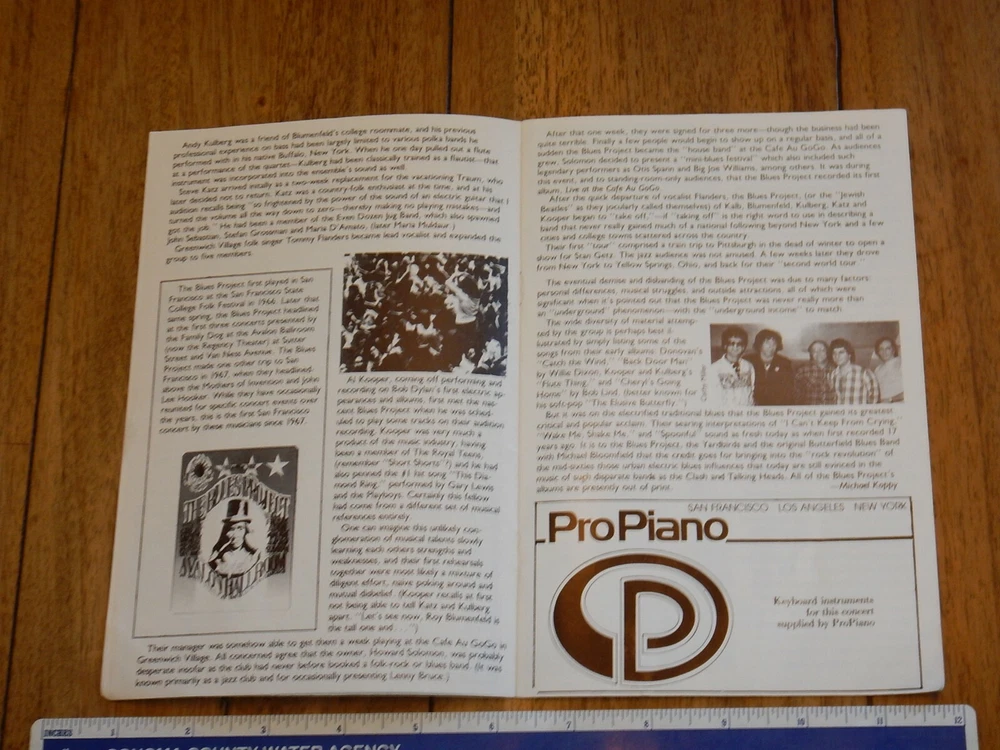 Andy Kulberg was a friend of Blumenfeld's college roommate, and his previous
professional experience on bass had been largely limited to various polka bands he
performed with in his native Buffalo, New York. When he one day pulled out a flute
at a performance of the quartet—Kulberg had been classically trained as a flautist—that
instrument was incorporated into the ensemble's sound as well.
Steve Katz arrived initially as a two-week replacement for the vacationing Traum, who
later decided not to return. Katz was a country-folk enthusiast at the time, and at his
audition recalls being "so frightened by the power of the sound of an electric guitar that I
turned the volume all the way down to zero—thereby making no playing mistakes—and
got the job." He had been a member of the Even Dozen Jug Band, which also spawned
John Sebastian, Stefan Grossman and Maria D'Amato, (later Maria Muldaur.)
Greenwich Village folk singer Tommy Flanders became lead vocalist and expanded the
group to five members.
The Blues Project first played in San
Francisco at the San Francisco State
College Folk Festival in 1966. Later that
same spring, the Blues Project headlined
at the first three concerts presented by
the Family Dog at the Avalon Ballroom
(now the Regency Theater) at Sutter
Street and Van Ness Avenue. The Blues
Project made one other trip to San
Francisco in 1967, when they headlined
above the Mothers of Invention and John
Lee Hooker. While they have occasionally
reunited for specific concert events over
the years, this is the first San Francisco
concert by these musicians since 1967.
THE BLUES PROJECT
AVALON BALLROOM
Al Kooper, coming off performing and
recording on Bob Dylan's first electric ap-
pearances and albums, first met the nas-
cent Blues Project when he was sched-
uled to play some tracks on their audition
recording. Kooper was very much a
product of the music industry, having
been a member of The Royal Teens,
(remember "Short Shorts"?) and he had
also penned the #1 hit song "This Dia-
mond Ring," performed by Gary Lewis
and the Playboys. Certainly this fellow
had come from a different set of musical
references entirely.
One can imagine this unlikely con-
glomeration of musical talents slowly
learning each others strengths and
weaknesses, and their first rehearsals
together were most likely a mixture of
diligent effort, naive poking around and
mutual disbelief. (Kooper recalls at first
not being able to tell Katz and Kulberg
apart. "Let's see now, Roy Blumenfeld is
the tall one and . . .")
Their manager was somehow able to get them a week playing at the Cafe Au GoGo in
Greenwich Village. All concerned agree that the owner, Howard Solomon, was probably
desperate insofar as the club had never before booked a folk-rock or blues band. (It was
known primarily as a jazz club and for occasionally presenting Lenny Bruce.)
After that one week, they were signed for three more—though the business had been
quite terrible. Finally a few people would begin to show up on a regular basis, and all of a
sudden the Blues Project became the "house band" at the Cafe Au GoGo. As audiences
grew, Solomon decided to present a "mini-blues festival" which also included such
legendary performers as Otis Spann and Big Joe Williams, among others. It was during
this event, and to standing-room-only audiences, that the Blues Project recorded its first
album, Live at the Cafe Au GoGo
After the quick departure of vocalist Flanders, the Blues Project, (or the "Jewish
Beatles" as they jocularly called themselves) of Kalb, Blumenfeld, Kulberg, Katz and
Kooper began to "take off,"—if "taking off" is the right word to use in describing a
band that never really gained much of a national following beyond New York and a few
cities and college towns scattered across the country.
Their first "tour" comprised a train trip to Pittsburgh in the dead of winter to open a
show for Stan Getz. The jazz audience was not amused. A few weeks later they drove
from New York to Yellow Springs, Ohio, and back for their "second world tour."
The eventual demise and disbanding of the Blues Project was due to many factors:
personal differences, musical struggles, and outside attractions, all of which were
significant when it's pointed out that the Blues Project was never really more than
an "underground" phenomenon—with the "underground income" to match.
The wide diversity of material attemp-
ted by the group is perhaps best il-
lustrated by simply listing some of the
songs from their early albums: Donovan's
"Catch the Wind," "Back Door Man"
by Willie Dixon, Kooper and Kulberg's
"Flute Thing," and "Cheryl's Going
Home" by Bob Lind, (better known for
his soft-pop "The Elusive Butterfly.")
But it was on the electrified traditional blues that the Blues Project gained its greatest
critical and popular acclaim. Their searing interpretations of "I Can't Keep From Crying,"
"Wake Me, Shake Me," and "Spoonful" sound as fresh today as when first recorded 17
years ago. It is to the Blues Project, the Yardbirds and the original Butterfield Blues Band
with Michael Bloomfield that the credit goes for bringing into the "rock revolution" of
the mid-sixties those urban electric blues influences that today are still evinced in the
music of such disparate bands as the Clash and Talking Heads. All of the Blues Project's
albums are presently out of print.
—Michael Koppy
SAN FRANCISCO LOS ANGELES NEW YORK
ProPiano
Keyboard instruments
for this concert
supplied by ProPiano
INCHES 1 2 3 4 5 6 7 8 9 10 11 12
SONOMA COUNTY WATER AGENCY